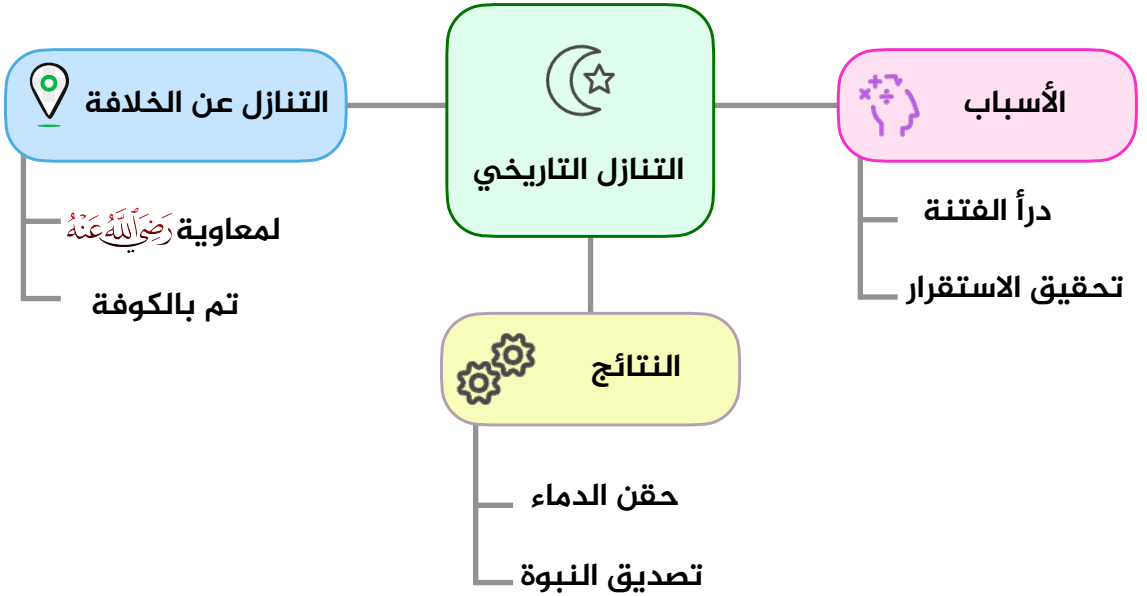 التنازل التاريخي
الأسباب
درأ الفتنة
تحقيق الاستقرار
التنازل عن الخلافة
لمعاوية رَضِيَ ٱللَّهُ عَنْهُ
تم بالكوفة
النتائج
حقن الدماء
تصديق النبوة